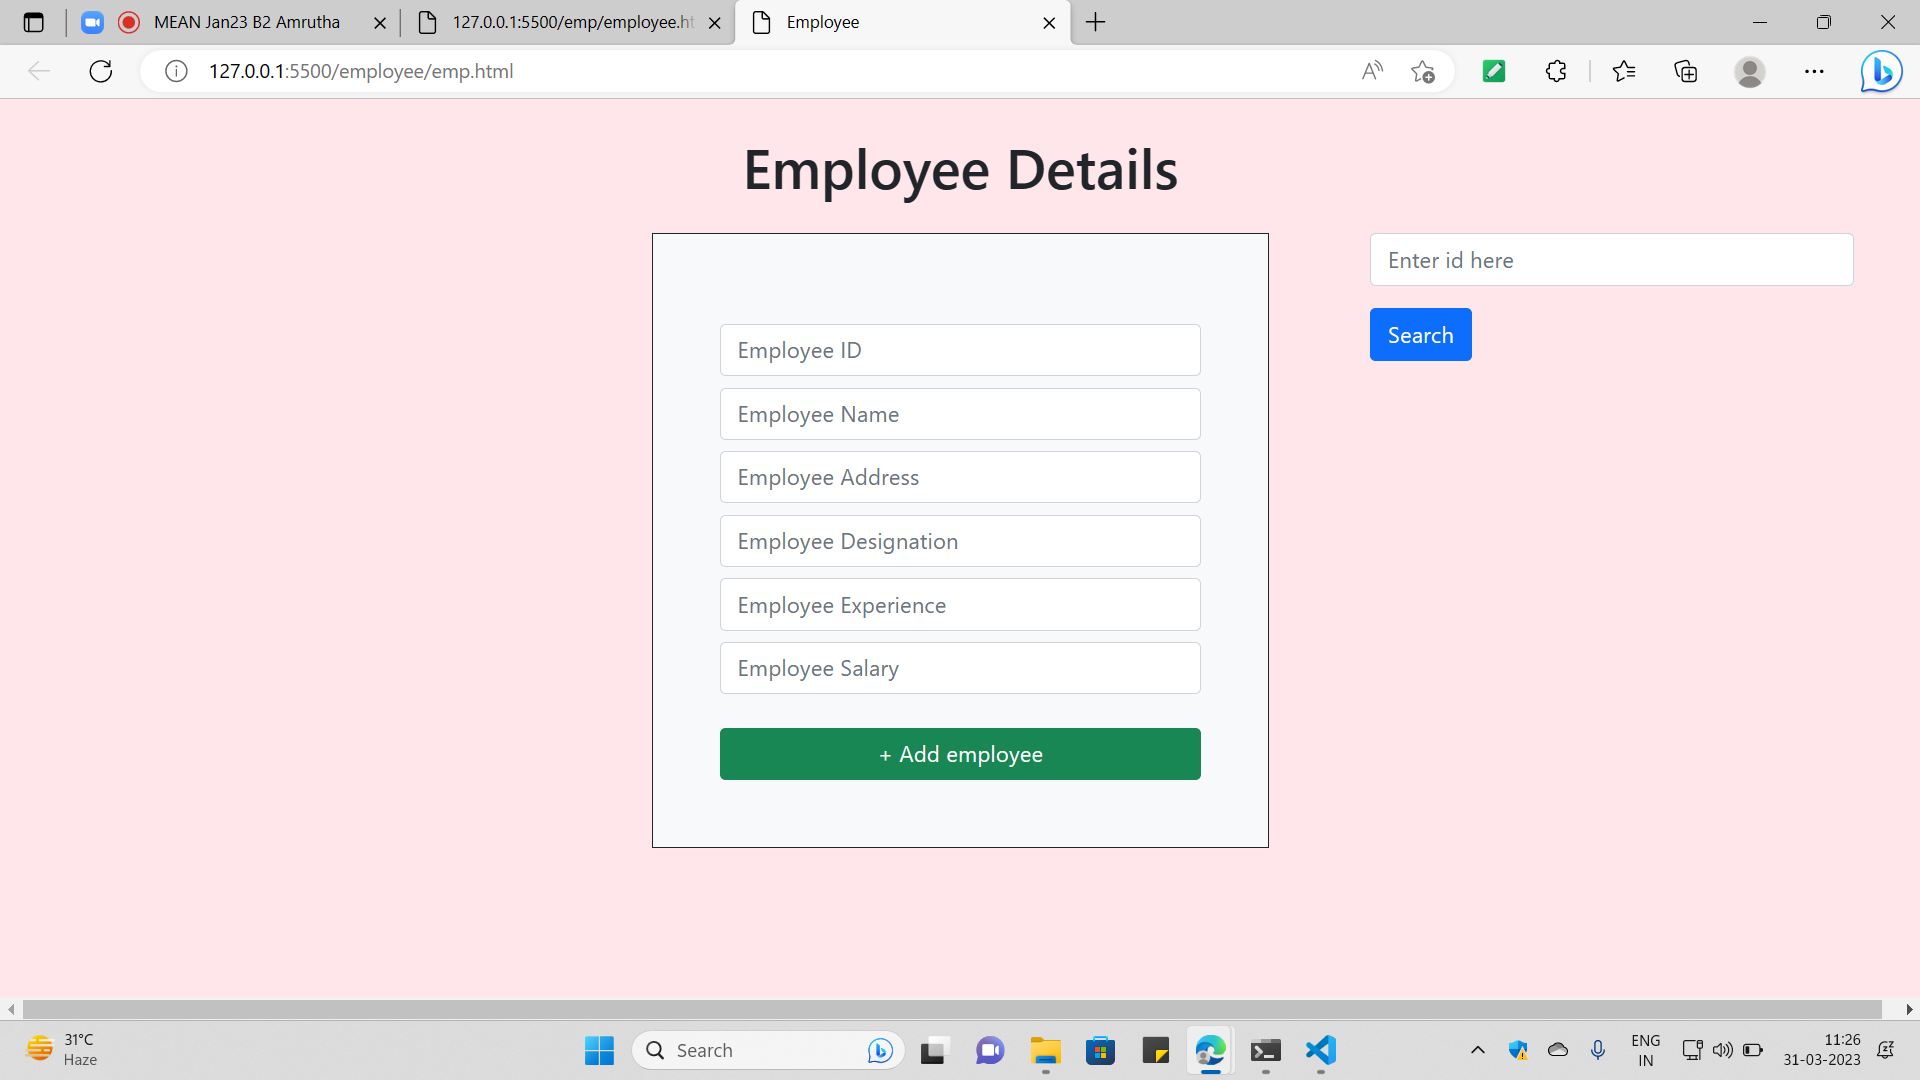 MEAN Jan23 B2 Amrutha
127.0.0.1:5500/emp/employee.ht
Employee
127.0.0.1:5500/employee/emp.html
Employee Details
Enter id here
Search
Employee ID
Employee Name
Employee Address
Employee Designation
Employee Experience
Employee Salary
+ Add employee
31°C
Haze
Search
ENG
IN
11:26
31-03-2023